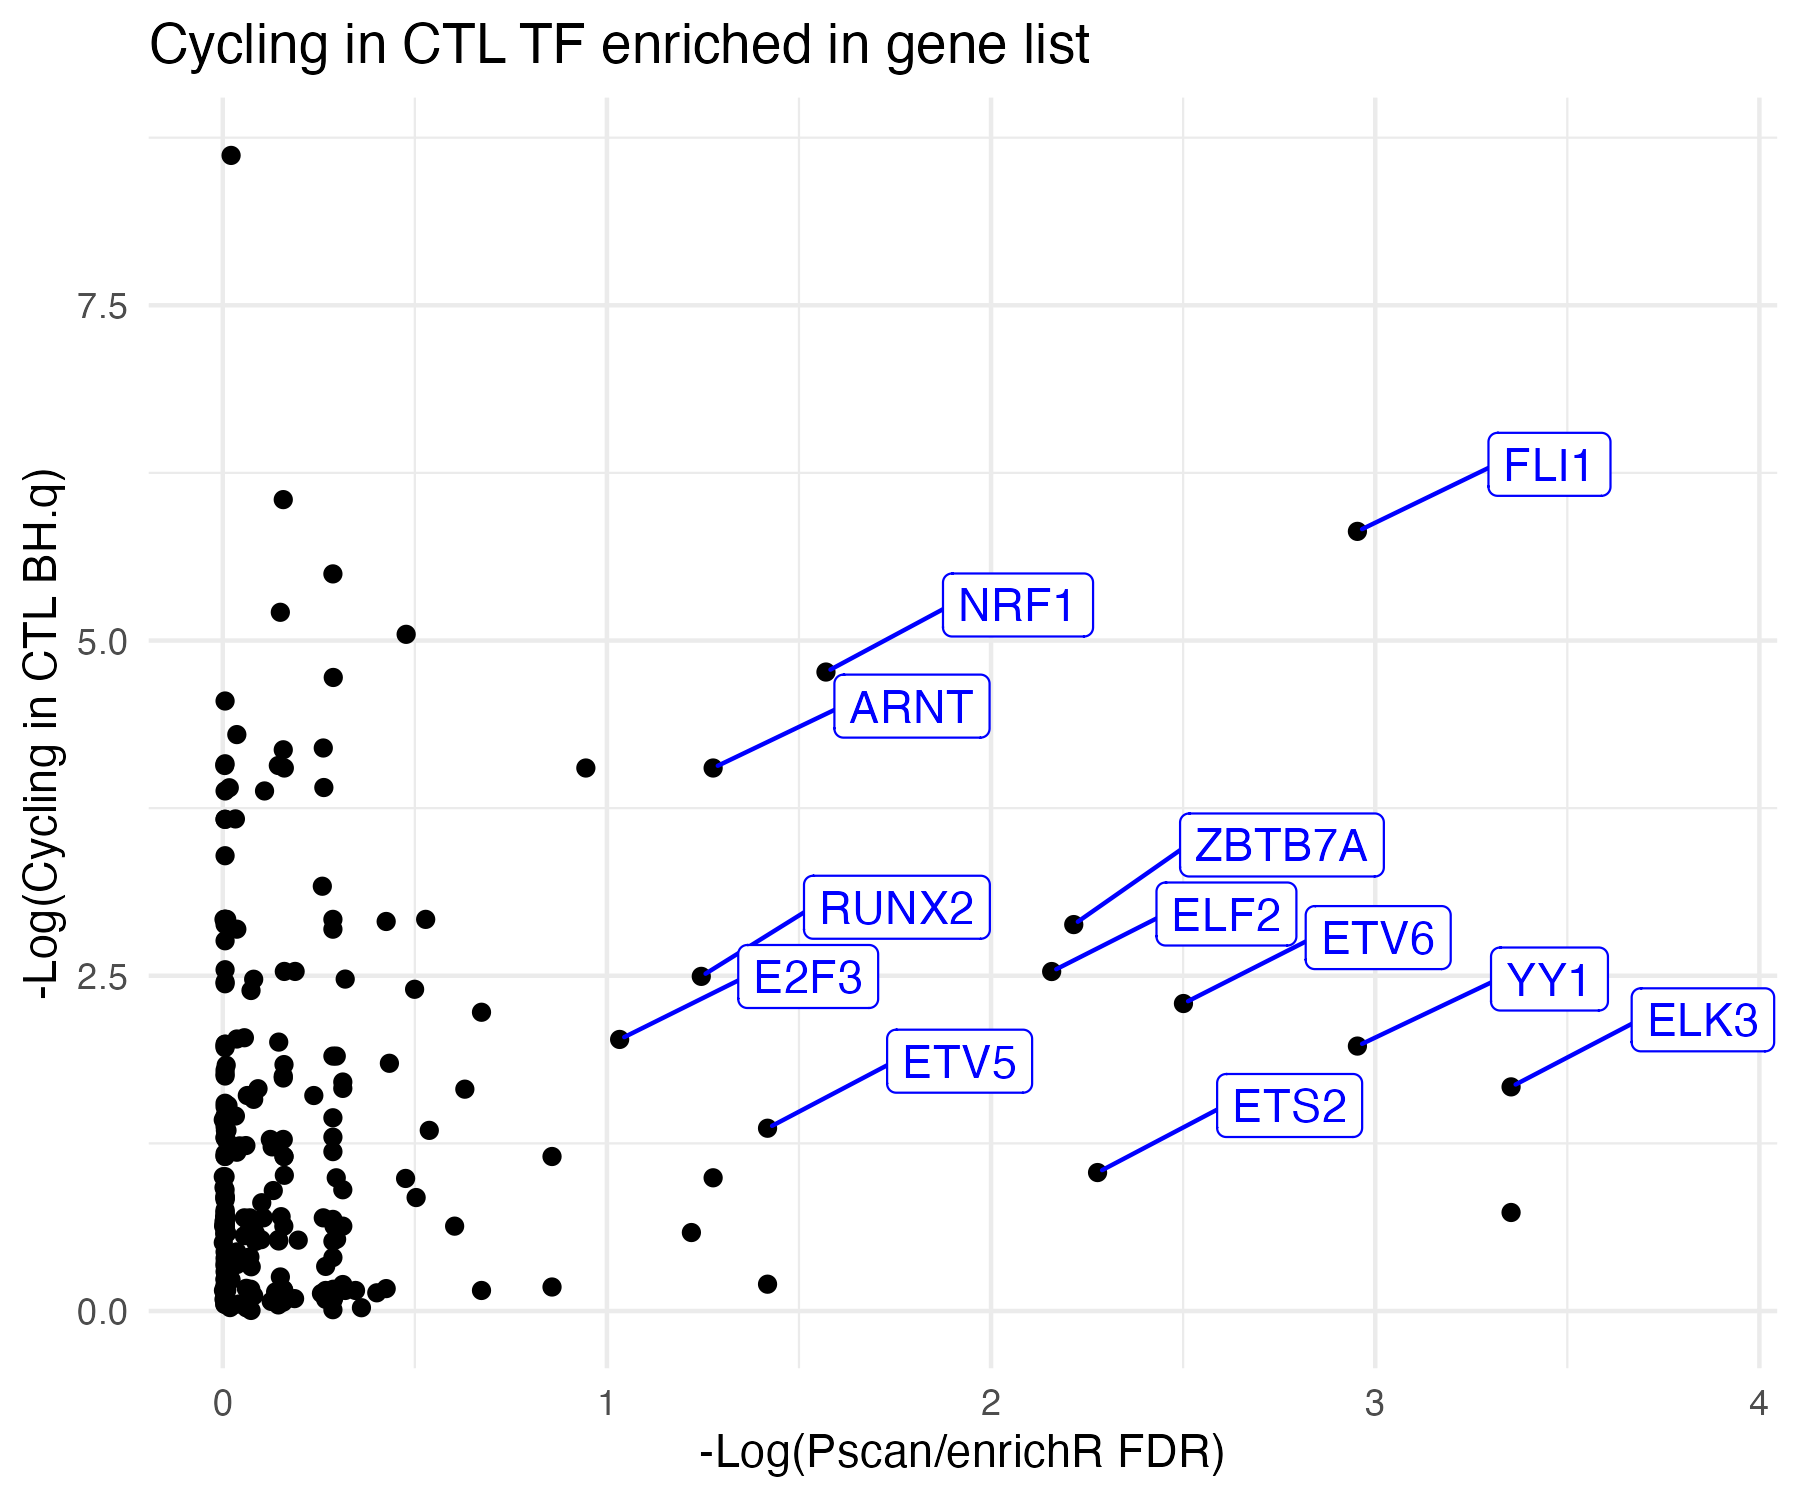 Cycling in CTL TF enriched in gene list
-Log(Cycling in CTL BH.q)
7.5
5.0
2.5
0.0
FLI1
NRF1
ARNT
ZBTB7A
RUNX2
ELF2
ETV6
E2F3
YY1
ELK3
ETV5
ETS2
0 1 2 3 4
-Log(Pscan/enrichR FDR)